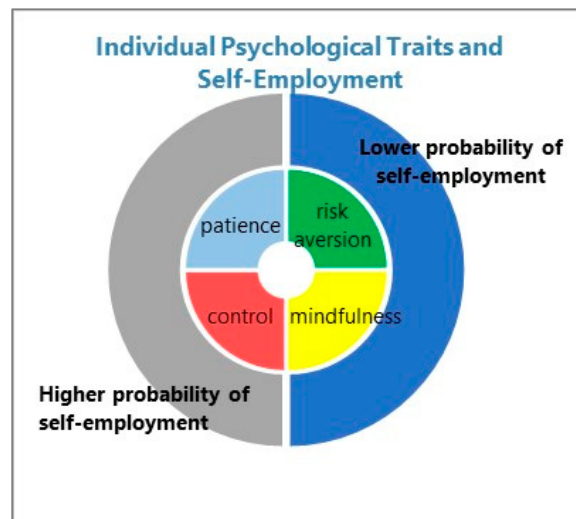 Individual Psychological Traits and
Self-Employment
Lower probability of
self-employment
patience
risk
aversion
control
mindfulness
Higher probability of
self-employment